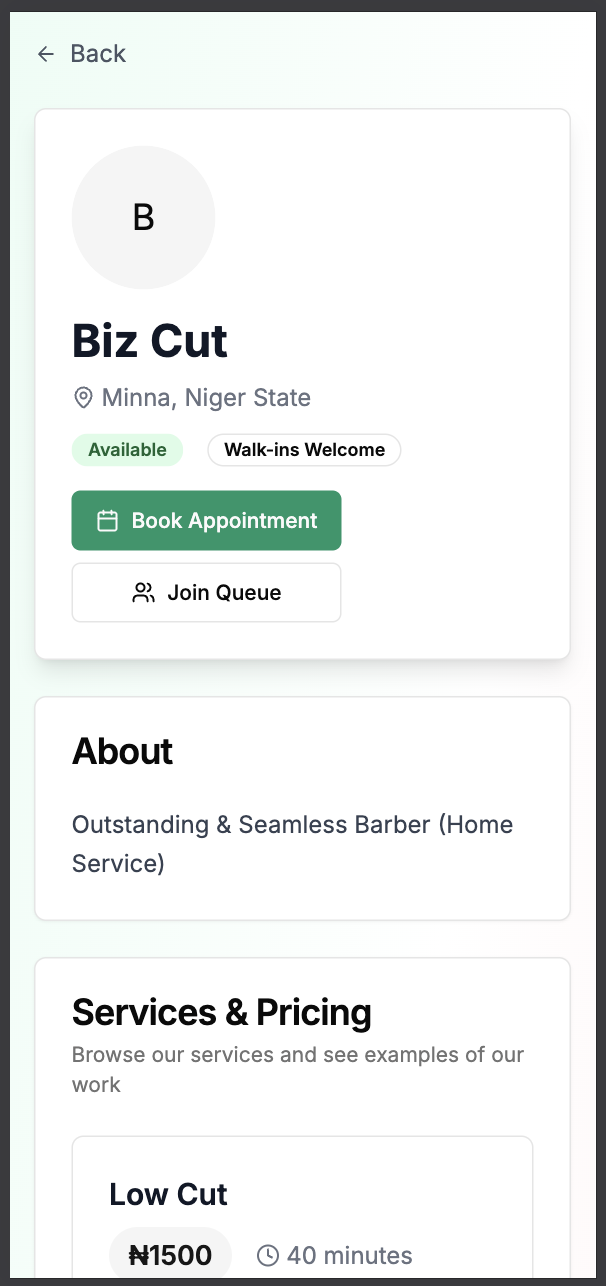 Back
B
Biz Cut
Minna, Niger State
Available
Walk-ins Welcome
Book Appointment
Join Queue
About
Outstanding & Seamless Barber (Home
Service)
Services & Pricing
Browse our services and see examples of our
work
Low Cut
₦1500
40 minutes